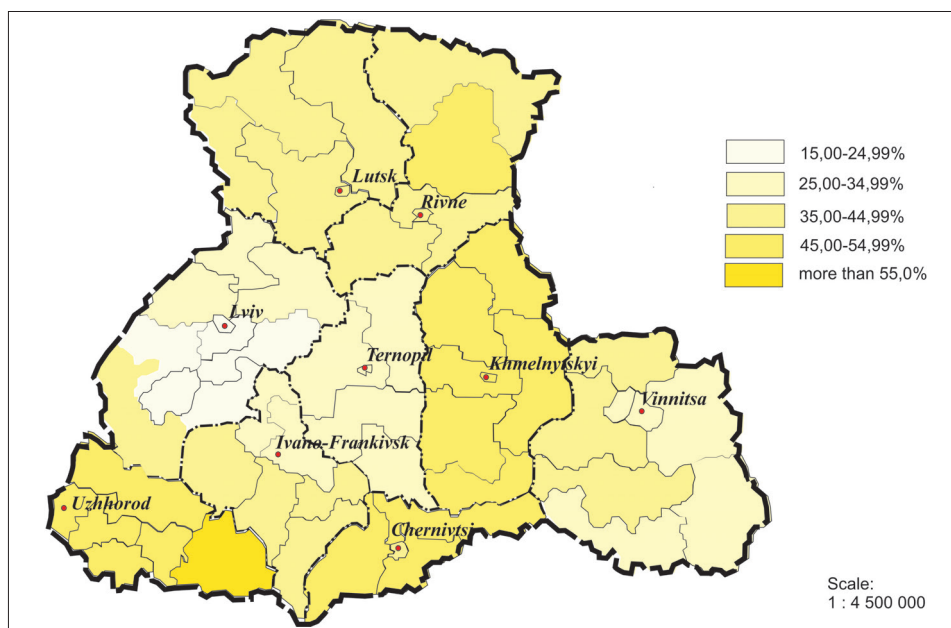 Lutsk
Rivne
Lviv
Ternopil
Khmelnytskyi
Vinnitsa
Ivano-Frankivsk
Uzhhorod
Chernivtsi
15,00-24,99%
25,00-34,99%
35,00-44,99%
45,00-54,99%
more than 55,0%
Scale:
1 : 4 500 000